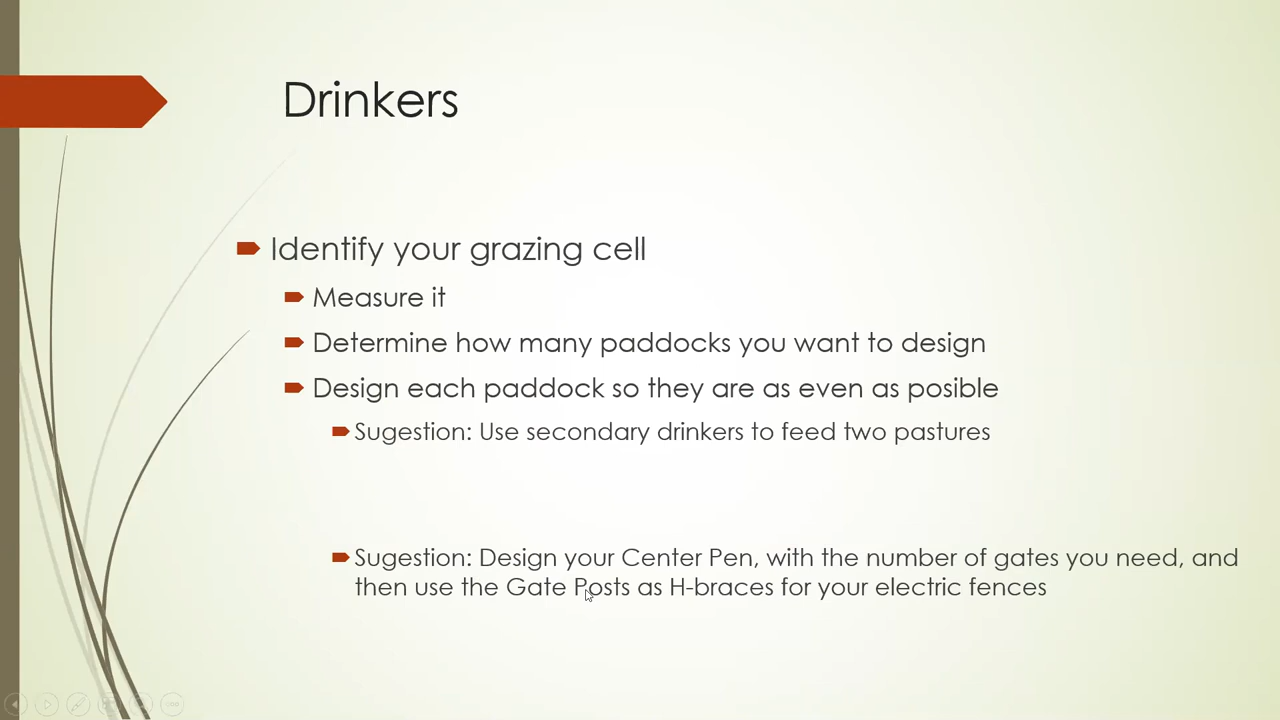 Drinkers
Identify your grazing cell
Measure it
Determine how many paddocks you want to design
Design each paddock so they are as even as posible
Sugestion: Use secondary drinkers to feed two pastures
Sugestion: Design your Center Pen, with the number of gates you need, and
then use the Gate Posts as H-braces for your electric fences